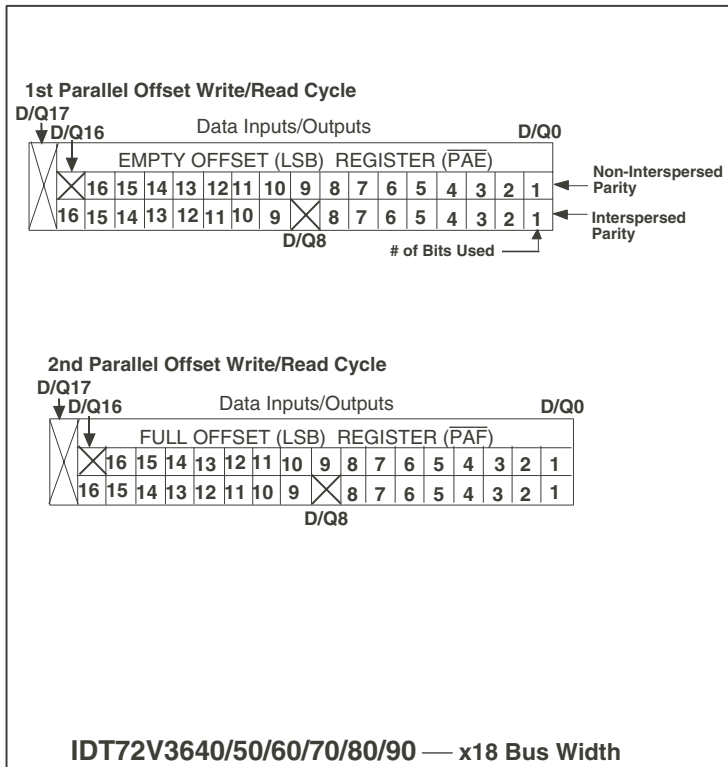 1st Parallel Offset Write/Read Cycle
D/Q17
D/Q16 Data Inputs/Outputs D/Q0
EMPTY OFFSET (LSB) REGISTER (PAE)
16 15 14 13 12 11 10 9 8 7 6 5 4 3 2 1 Non-Interspersed Parity
16 15 14 13 12 11 10 9 8 7 6 5 4 3 2 1 Interspersed Parity
D/Q8
# of Bits Used
2nd Parallel Offset Write/Read Cycle
D/Q17
D/Q16 Data Inputs/Outputs D/Q0
FULL OFFSET (LSB) REGISTER (PAF)
16 15 14 13 12 11 10 9 8 7 6 5 4 3 2 1
16 15 14 13 12 11 10 9 8 7 6 5 4 3 2 1
D/Q8
IDT72V3640/50/60/70/80/90 — x18 Bus Width